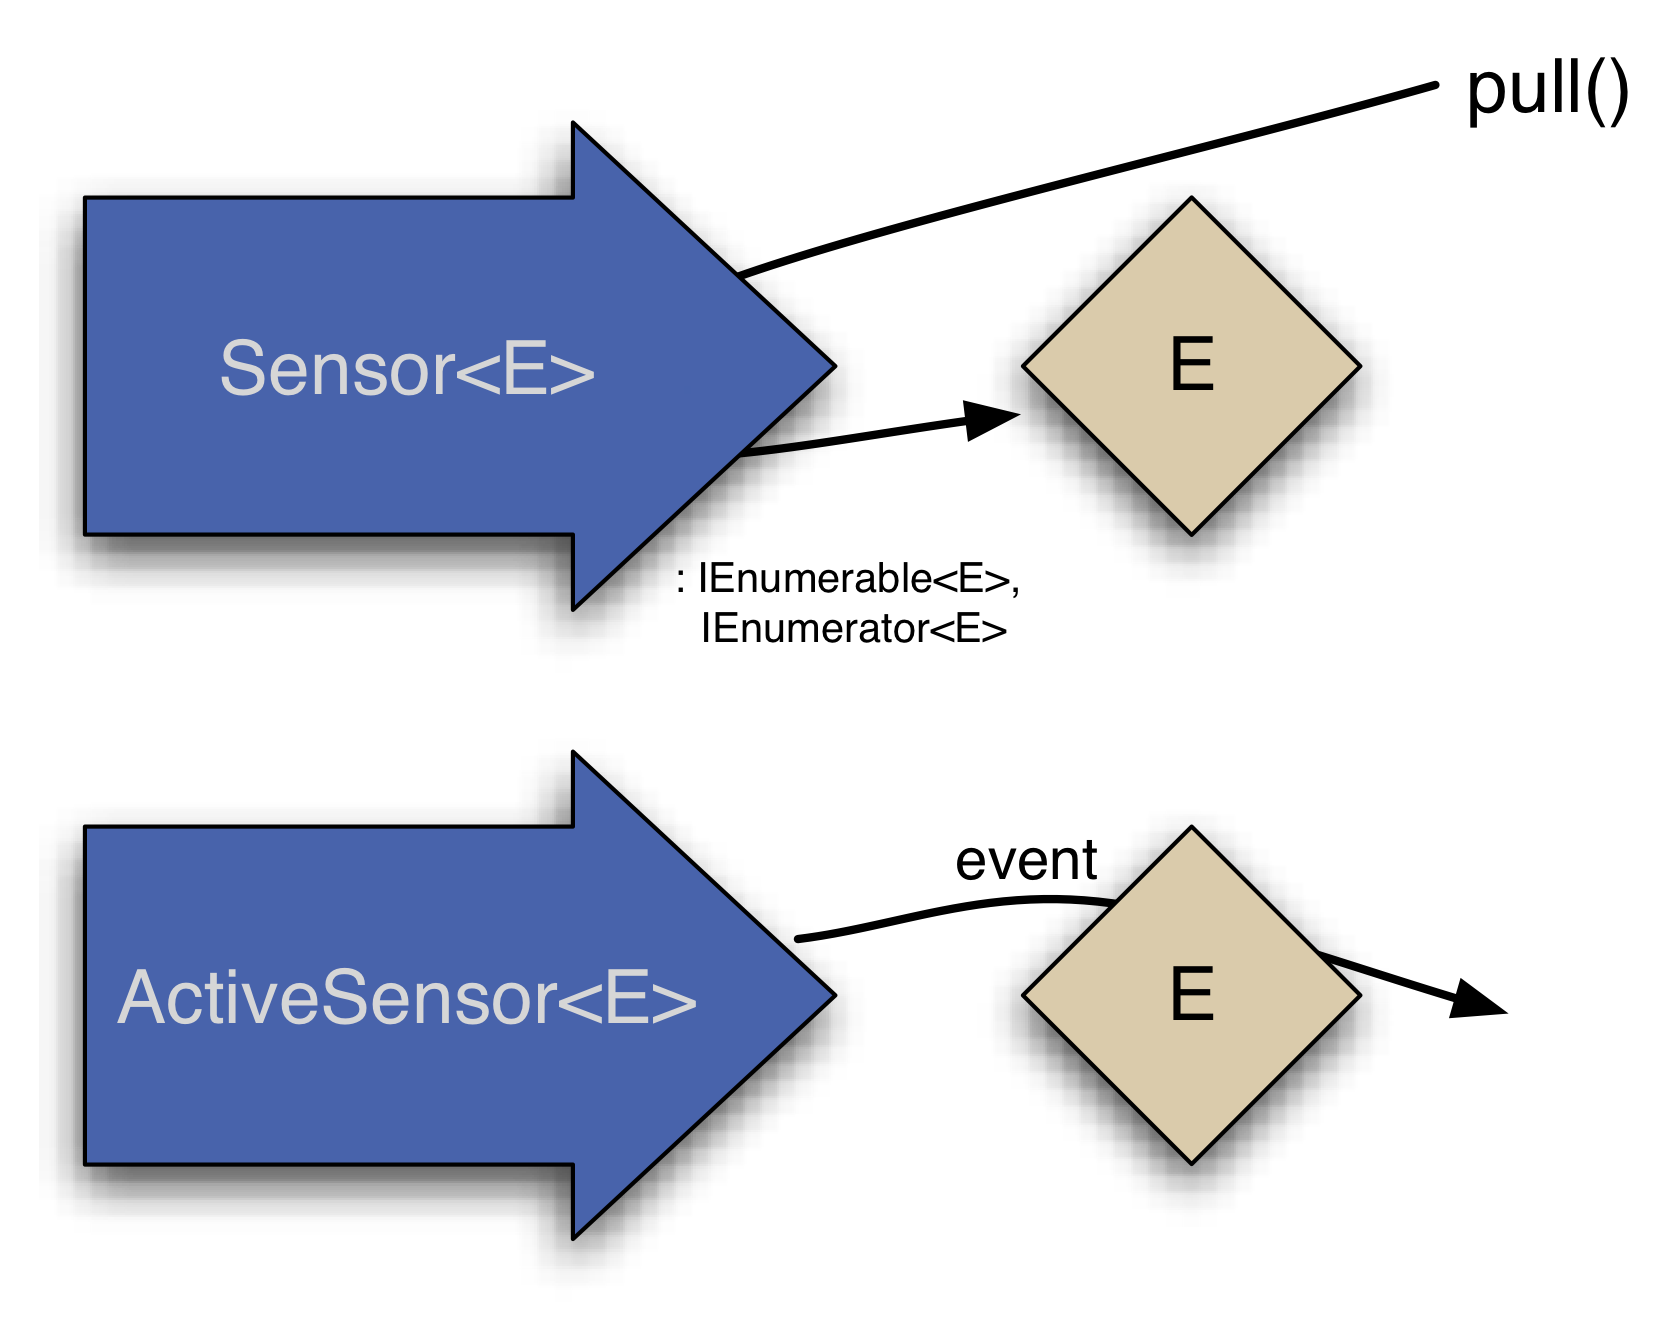 pull()
Sensor<E>
E
: IEnumerable<E>,
IEnumerator<E>
event
ActiveSensor<E>
E